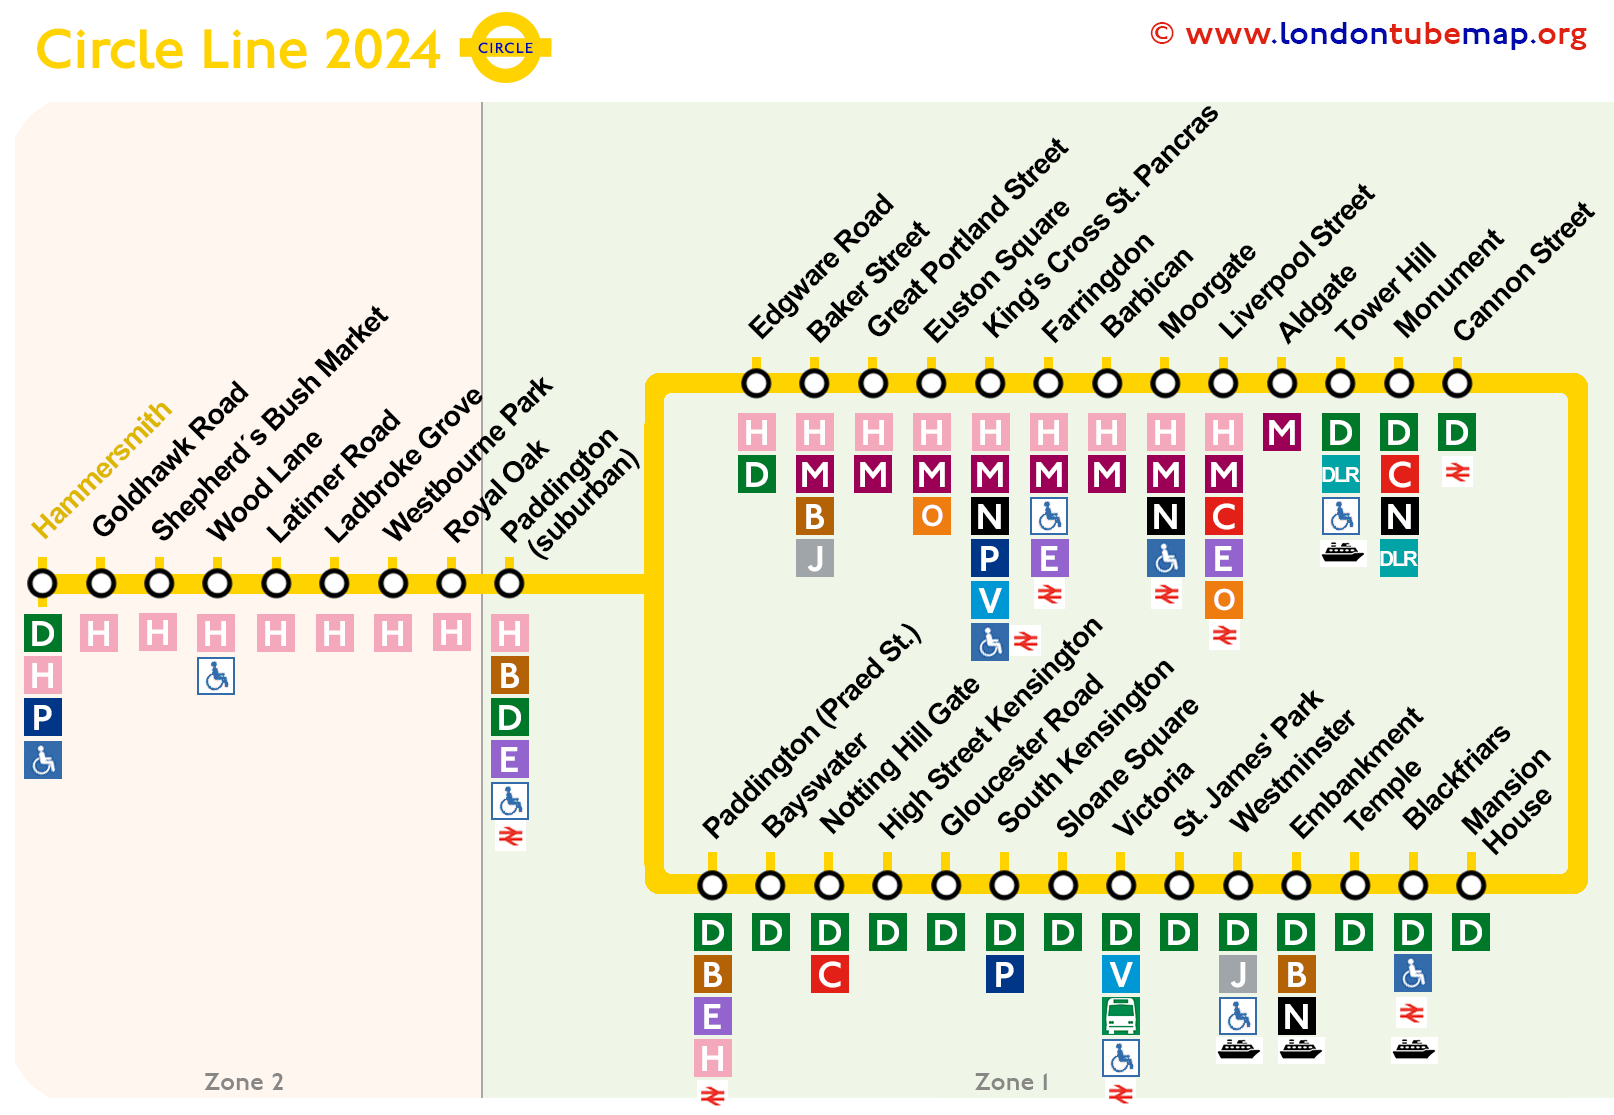 Circle Line 2024
CIRCLE
© www.londontubemap.org
Hammersmith
Goldhawk Road
Shepherd´s Bush Market
Wood Lane
Latimer Road
Ladbroke Grove
Westbourne Park
Royal Oak
Paddington
(suburban)
Edgware Road
Baker Street
Great Portland Street
Euston Square
King's Cross St. Pancras
Farringdon
Barbican
Moorgate
Liverpool Street
Aldgate
Tower Hill
Monument
Cannon Street
H H H H H H H H H M D D D
D M M M M M M M M DLR C
B O N N C N
J P E E DLR
V O
D H H H H H H H H
H B
P D
E
Paddington (Praed St.)
Bayswater
Notting Hill Gate
High Street Kensington
Gloucester Road
South Kensington
Sloane Square
Victoria
St. James' Park
Westminster
Embankment
Temple
Blackfriars
Mansion
House
D D D D D D D D D D D D D D
B C P V J B
E N
H
Zone 2
Zone 1